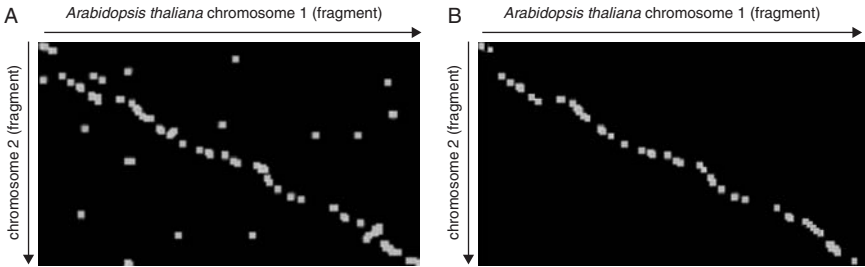 A
Arabidopsis thaliana chromosome 1 (fragment)
chromosome 2 (fragment)
B
Arabidopsis thaliana chromosome 1 (fragment)
chromosome 2 (fragment)